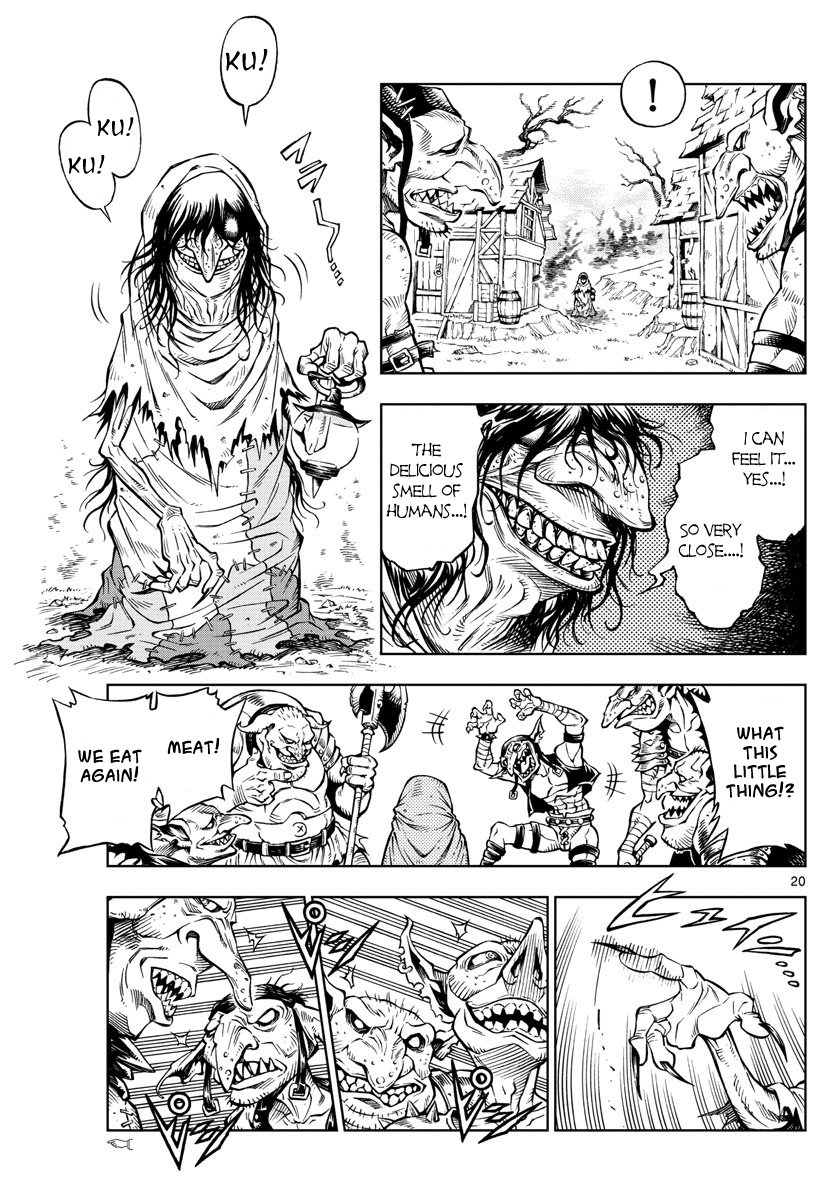 !
KU!
KU!
KU!
I CAN
FEEL IT...
YES...!
SO VERY
CLOSE....!
THE
DELICIOUS
SMELL OF
HUMANS...!
WHAT
THIS
LITTLE
THING!?
MEAT!
WE EAT
AGAIN!
20